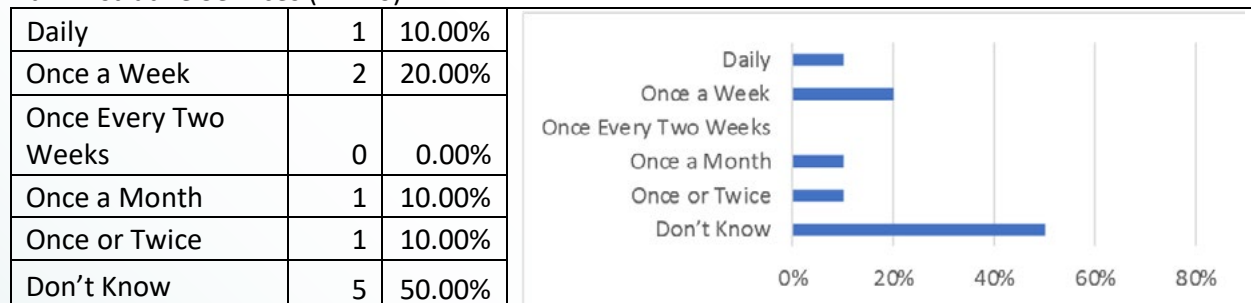 Daily 1 10.00%
Once a Week 2 20.00%
Once Every Two
Weeks 0 0.00%
Once a Month 1 10.00%
Once or Twice 1 10.00%
Don't Know 5 50.00%
Daily
Once a Week
Once Every Two Weeks
Once a Month
Once or Twice
Don't Know
0% 20% 40% 60% 80%